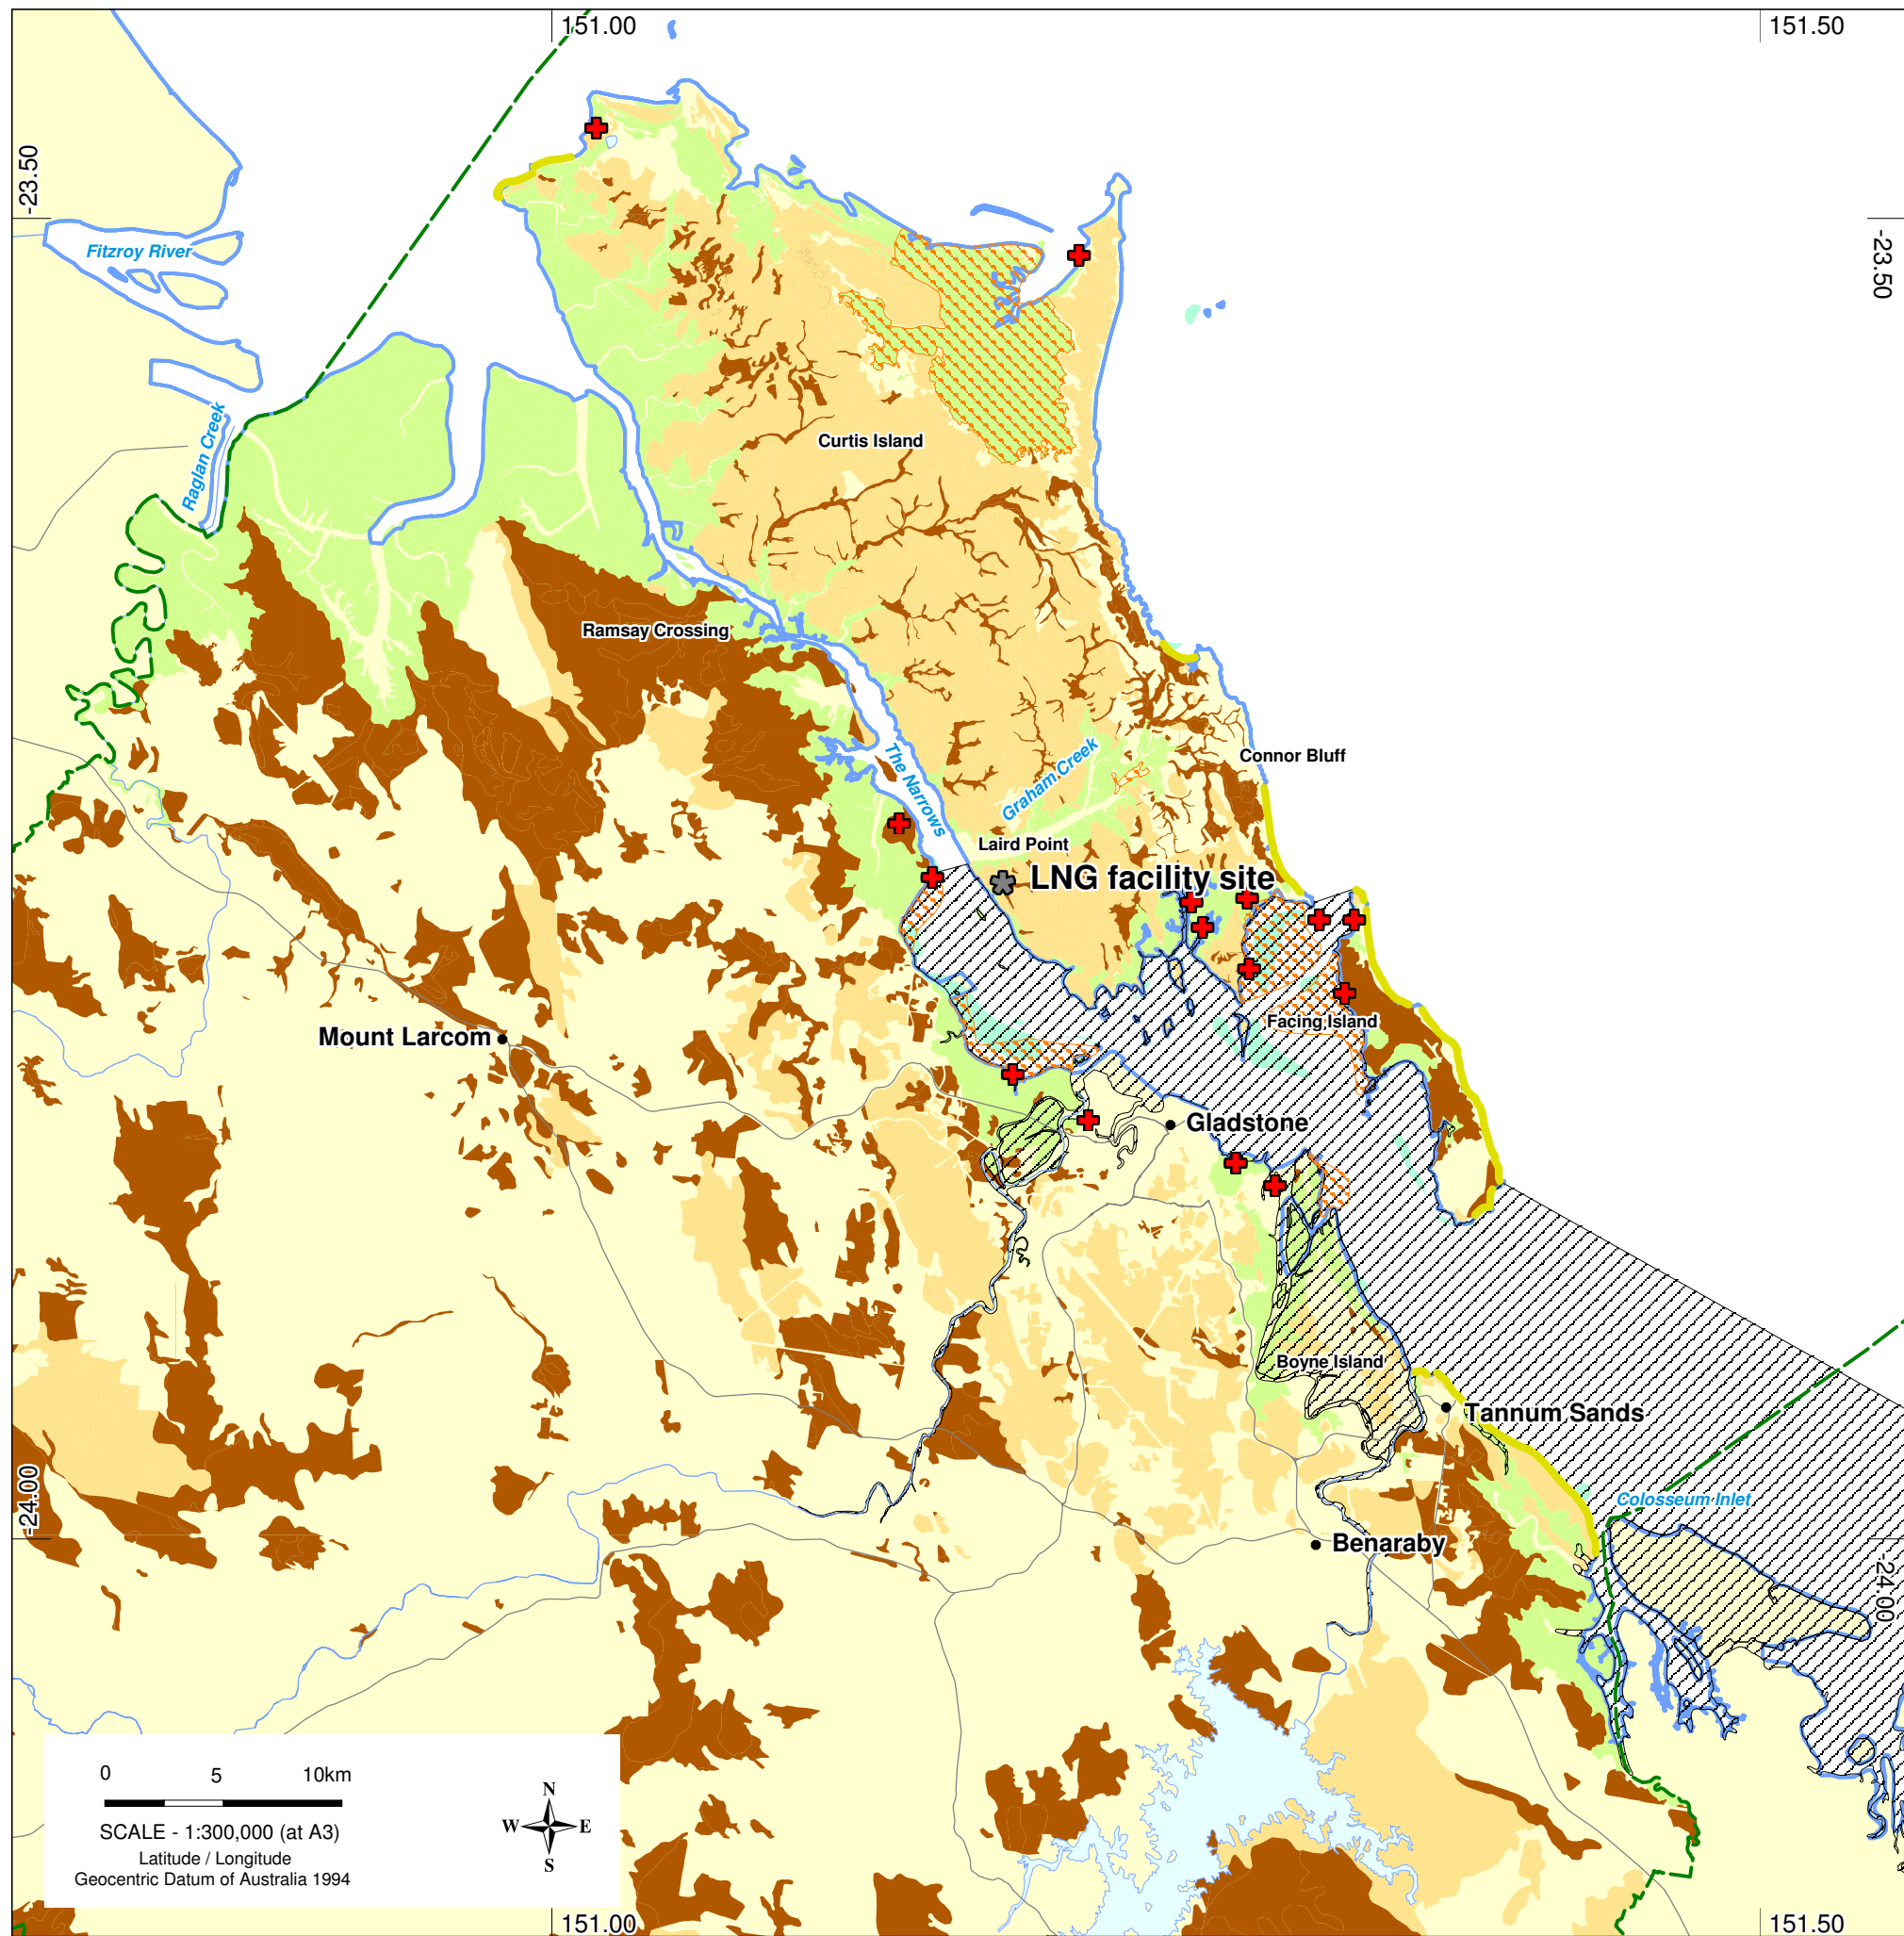 151.00
151.50
-23.50
-23.50
Fitzroy River
Raglan Creek
Curtis Island
Ramsay Crossing
The Narrows
Graham Creek
Connor Bluff
Laird Point
LNG facility site
Facing Island
Mount Larcom
Gladstone
Boyne Island
Tannum Sands
Colosseum Inlet
-24.00
Benaraby
-24.00
0 5 10km
SCALE - 1:300,000 (at A3)
Latitude / Longitude
Geocentric Datum of Australia 1994
N
W E
S
151.00
151.50